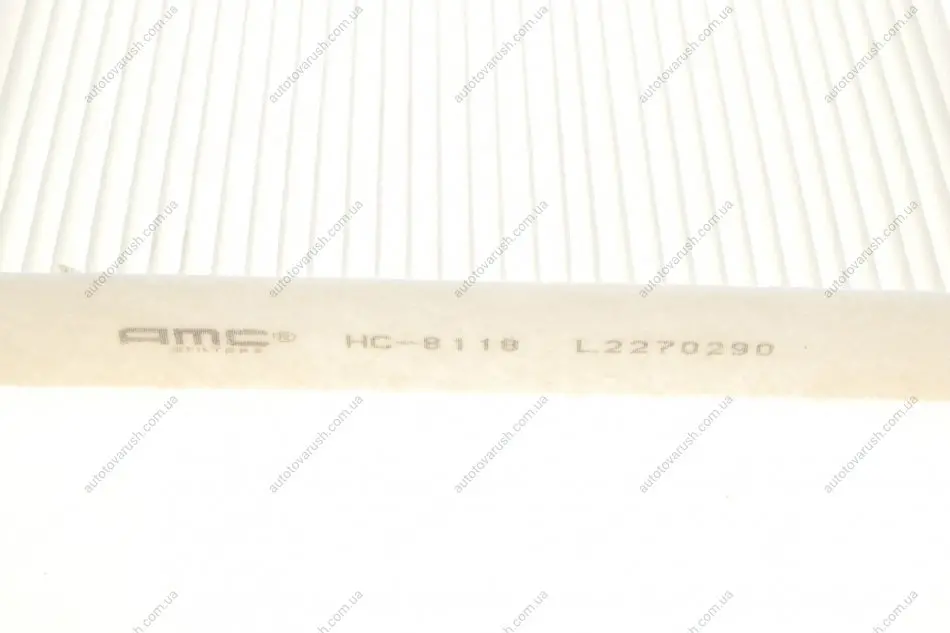 AMC® HC-8118 L2270290
FILTERS
autotovarush.com.ua